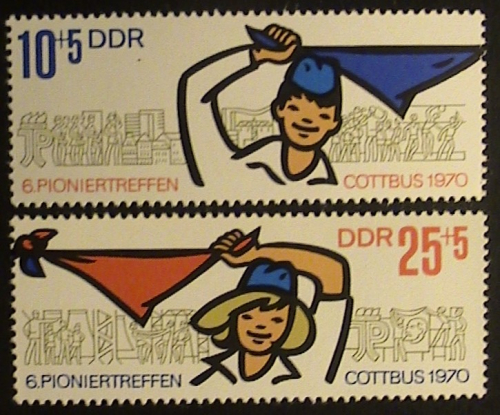 10+5 DDR
6.PIONIERTREFFEN COTTBUS 1970
DDR 25+5
6.PIONIERTREFFEN COTTBUS 1970